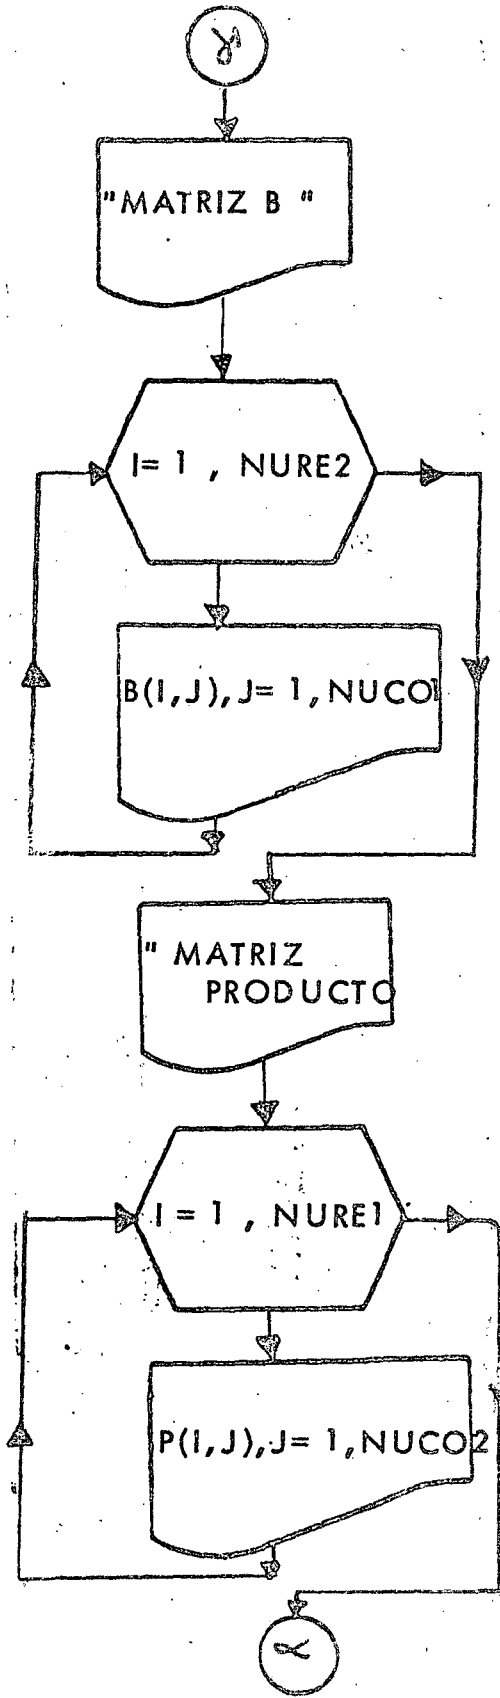 "MATRIZ B "
I= 1 , NURE2
B(I,J), J= 1, NUCO1
" MATRIZ
PRODUCTO
I = 1 , NURE1
P(I,J), J= 1, NUCO2
α